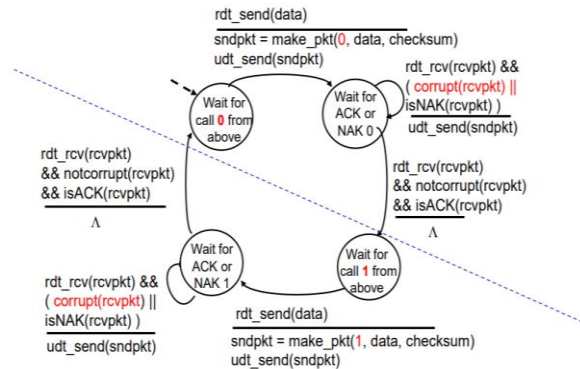 rdt_send(data)
sndpkt = make_pkt(0, data, checksum)
udt_send(sndpkt)
rdt_rcv(rcvpkt) &&
( corrupt(rcvpkt) ||
isNAK(rcvpkt) )
udt_send(sndpkt)
Wait for
call 0 from
above
Wait for
ACK or
NAK 0
rdt_rcv(rcvpkt)
&& notcorrupt(rcvpkt)
&& isACK(rcvpkt)
Λ
rdt_rcv(rcvpkt)
&& notcorrupt(rcvpkt)
&& isACK(rcvpkt)
Λ
Wait for
ACK or
NAK 1
Wait for
call 1 from
above
rdt_rcv(rcvpkt) &&
( corrupt(rcvpkt) ||
isNAK(rcvpkt) )
udt_send(sndpkt)
rdt_send(data)
sndpkt = make_pkt(1, data, checksum)
udt_send(sndpkt)